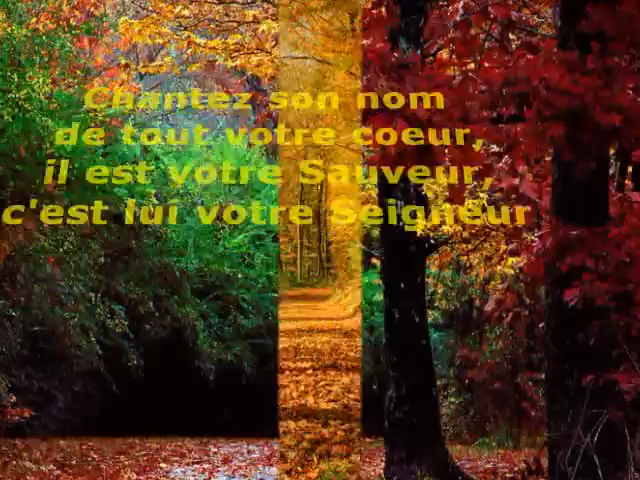 Chantez son nom
de tout votre coeur,
il est votre Sauveur,
c'est lui votre Seigneur